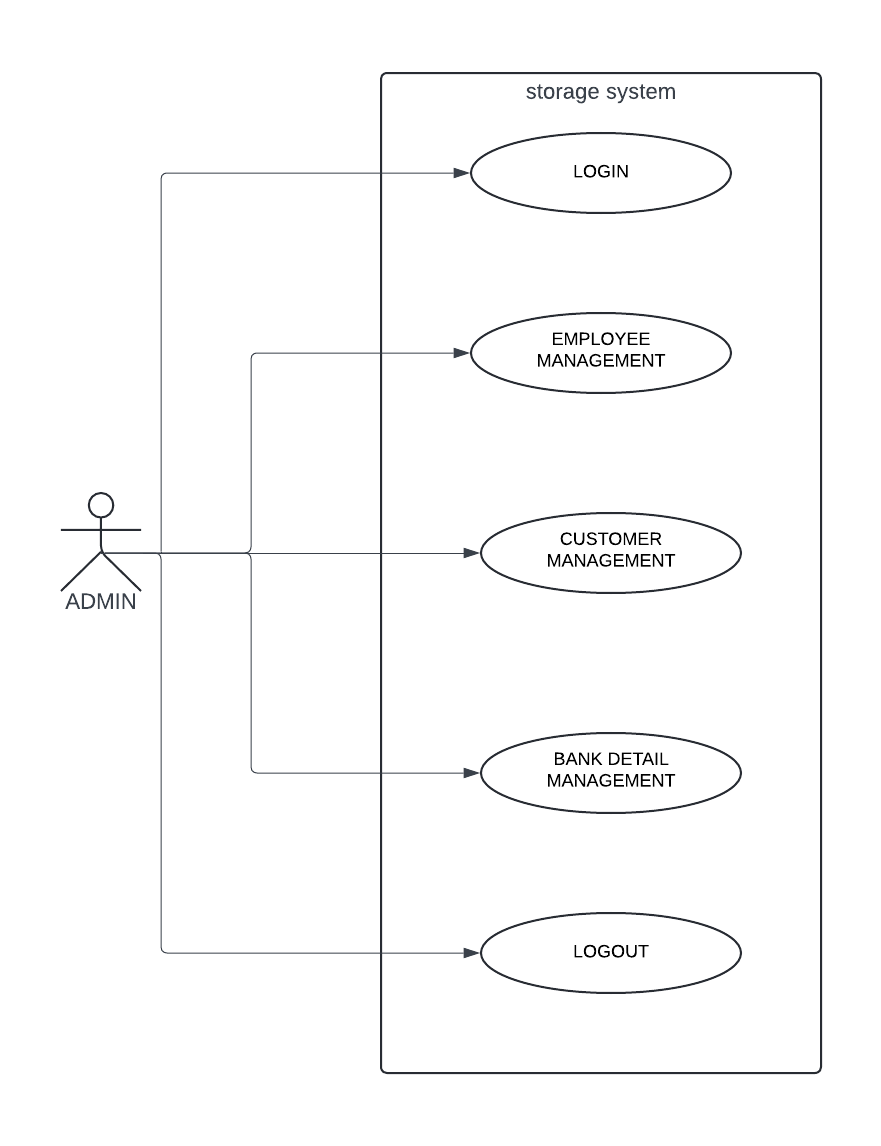 storage system
LOGIN
EMPLOYEE
MANAGEMENT
CUSTOMER
MANAGEMENT
ADMIN
BANK DETAIL
MANAGEMENT
LOGOUT